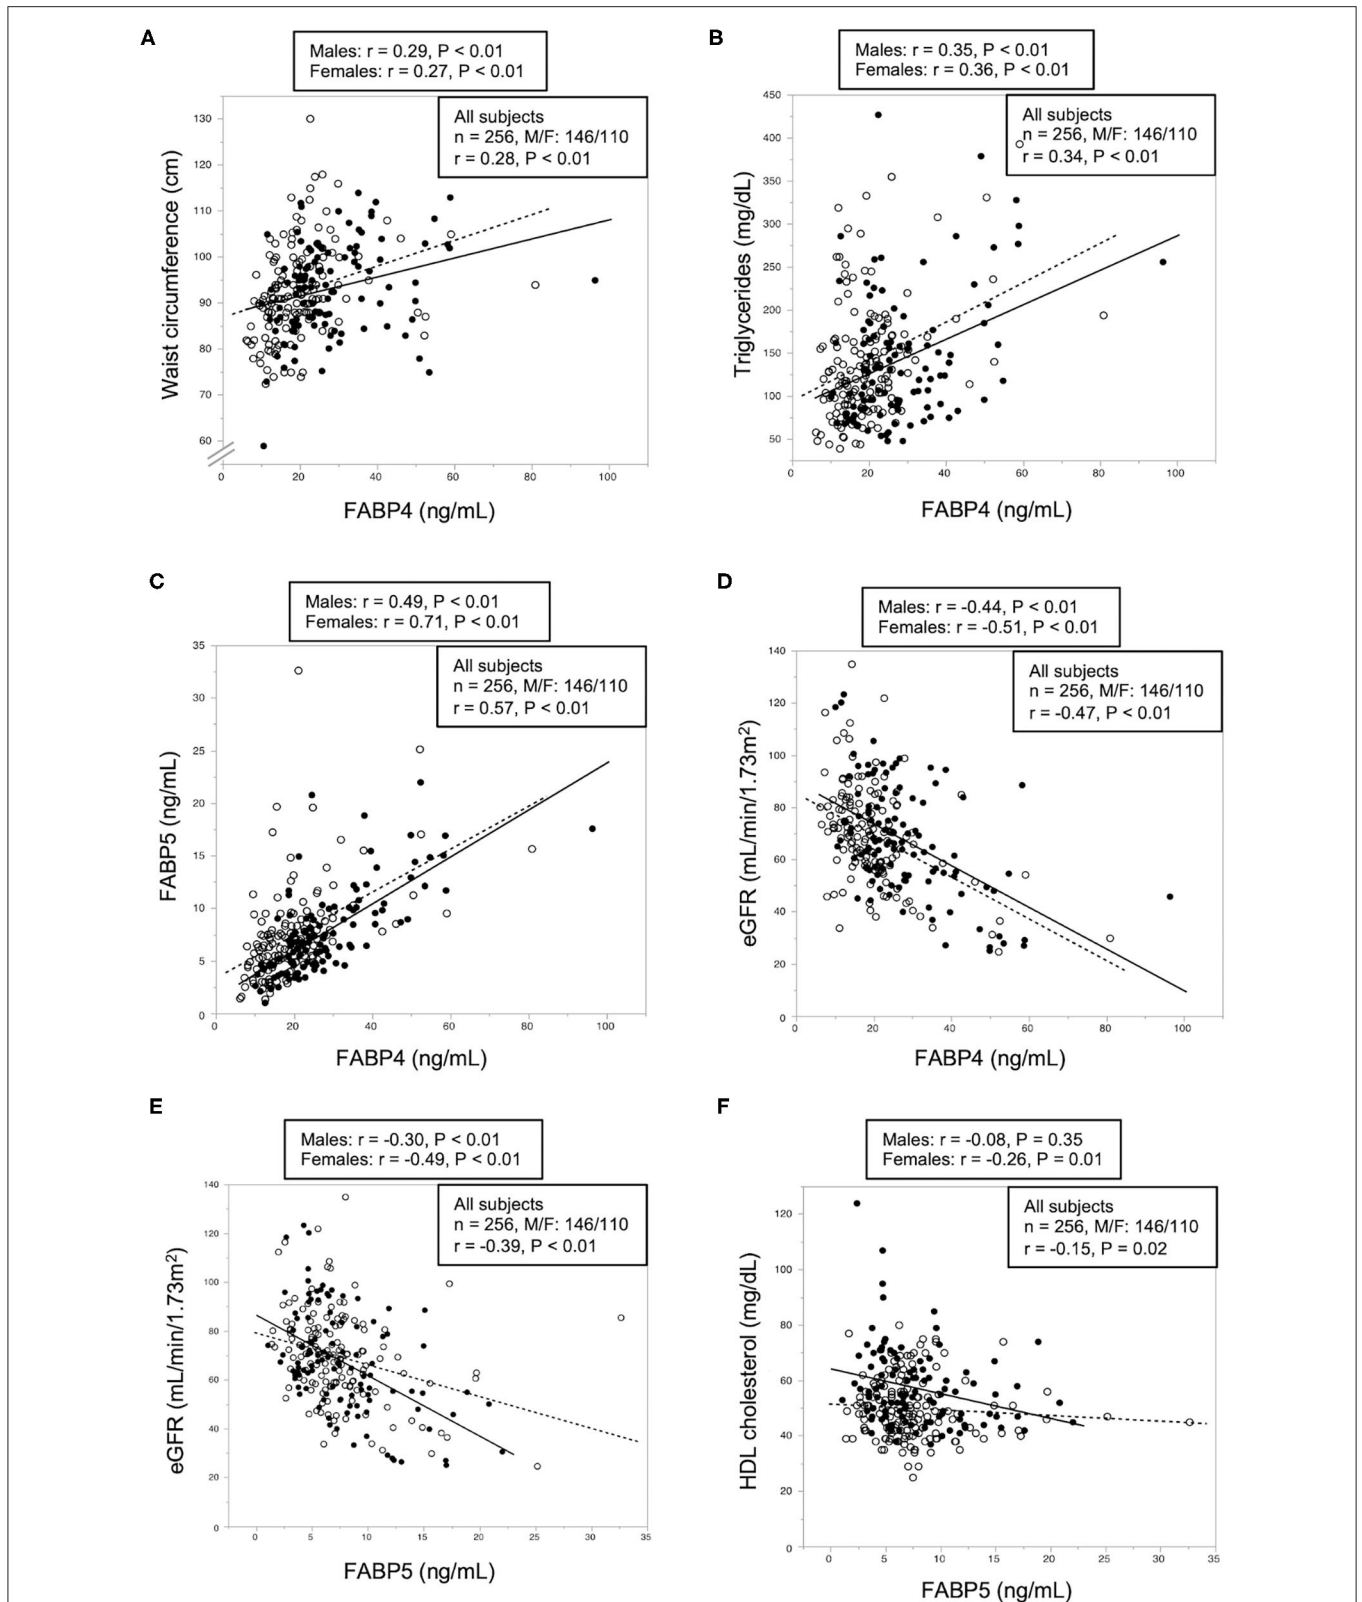 A
Males: r = 0.29, P < 0.01
Females: r = 0.27, P < 0.01
All subjects
n = 256, M/F: 146/110
r = 0.28, P < 0.01
Waist circumference (cm)
130
120
110
100
90
80
70
60
0
20
40
60
80
100
FABP4 (ng/mL)
B
Males: r = 0.35, P < 0.01
Females: r = 0.36, P < 0.01
All subjects
n = 256, M/F: 146/110
r = 0.34, P < 0.01
Triglycerides (mg/dL)
450
400
350
300
250
200
150
100
50
0
20
40
60
80
100
FABP4 (ng/mL)
C
Males: r = 0.49, P < 0.01
Females: r = 0.71, P < 0.01
All subjects
n = 256, M/F: 146/110
r = 0.57, P < 0.01
FABP5 (ng/mL)
35
30
25
20
15
10
5
0
0
20
40
60
80
100
FABP4 (ng/mL)
D
Males: r = -0.44, P < 0.01
Females: r = -0.51, P < 0.01
All subjects
n = 256, M/F: 146/110
r = -0.47, P < 0.01
eGFR (mL/min/1.73m²)
140
120
100
80
60
40
20
0
0
20
40
60
80
100
FABP4 (ng/mL)
E
Males: r = -0.30, P < 0.01
Females: r = -0.49, P < 0.01
All subjects
n = 256, M/F: 146/110
r = -0.39, P < 0.01
eGFR (mL/min/1.73m²)
140
120
100
80
60
40
20
0
0
5
10
15
20
25
30
35
FABP5 (ng/mL)
F
Males: r = -0.08, P = 0.35
Females: r = -0.26, P = 0.01
All subjects
n = 256, M/F: 146/110
r = -0.15, P = 0.02
HDL cholesterol (mg/dL)
120
100
80
60
40
20
0
0
5
10
15
20
25
30
35
FABP5 (ng/mL)